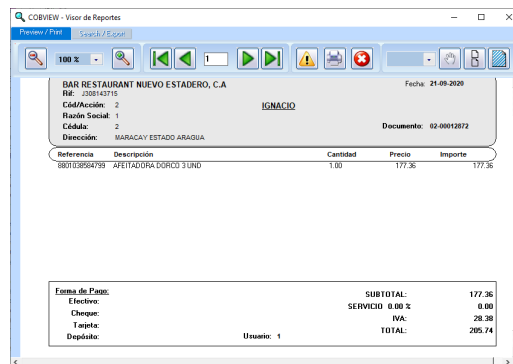 COBVIEW - Visor de Reportes
Preview / Print Search / Export
100 % 1
BAR RESTAURANT NUEVO ESTADERO, C.A Fecha: 21-09-2020
Rif: J308143715
Cód/Acción: 2 IGNACIO
Razón Social: 1
Cédula: 2 Documento: 02-00012872
Dirección: MARACAY ESTADO ARAGUA
Referencia Descripción Cantidad Precio Importe
8801038584799 AFEITADORA DORCO 3 UND 1.00 177.36 177.36
Forma de Pago: SUBTOTAL: 177.36
Efectivo: SERVICIO 0.00 % 0.00
Cheque: IVA: 28.38
Tarjeta: TOTAL: 205.74
Depósito: Usuario: 1